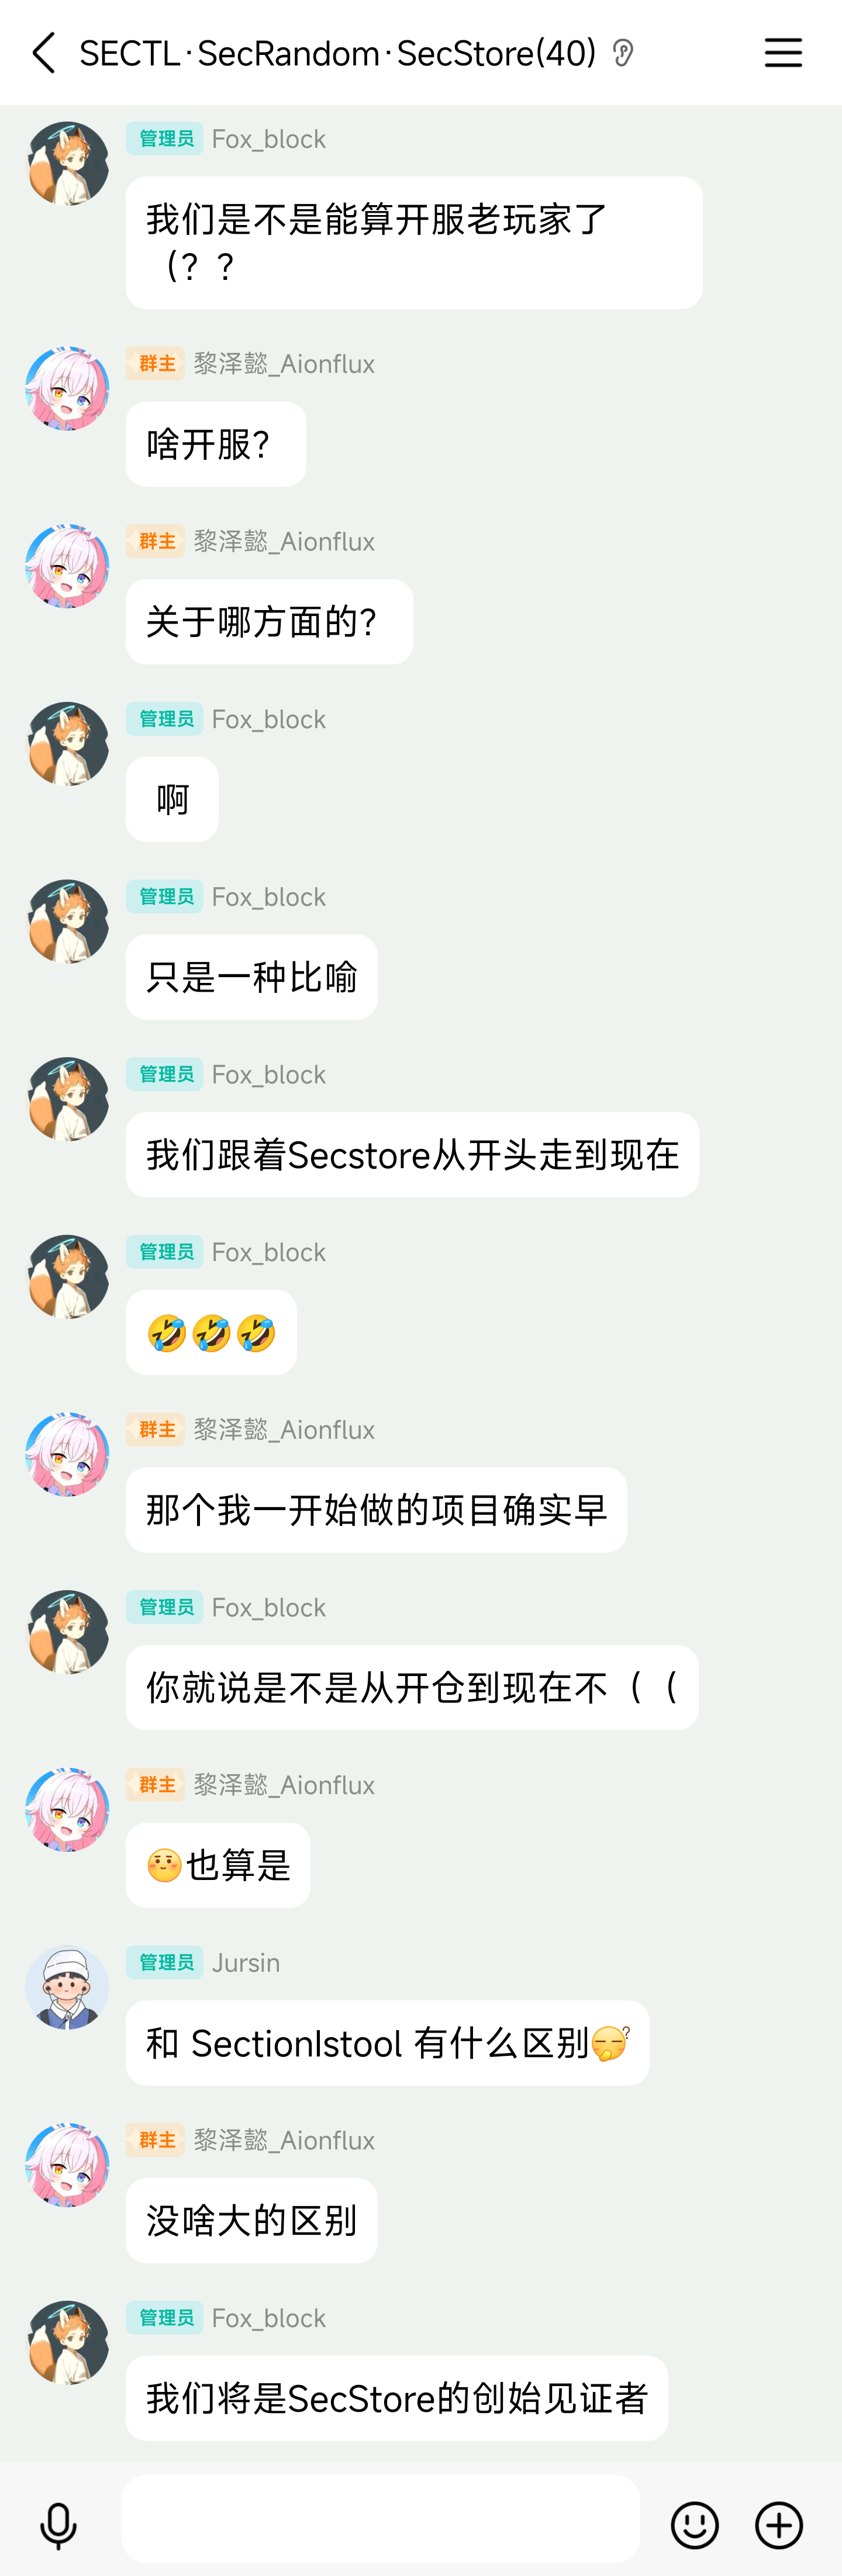 SECTL·SecRandom·SecStore(40)
管理员 Fox_block
我们是不是能算开服老玩家了
（？？
群主 黎泽懿_Aionflux
啥开服？
群主 黎泽懿_Aionflux
关于哪方面的？
管理员 Fox_block
啊
管理员 Fox_block
只是一种比喻
管理员 Fox_block
我们跟着Secstore从开头走到现在
管理员 Fox_block
🤣🤣🤣
群主 黎泽懿_Aionflux
那个我一开始做的项目确实早
管理员 Fox_block
你就说是不是从开仓到现在不（（
群主 黎泽懿_Aionflux
也算是
管理员 Jursin
和 SectionIstool 有什么区别
群主 黎泽懿_Aionflux
没啥大的区别
管理员 Fox_block
我们将是SecStore的创始见证者